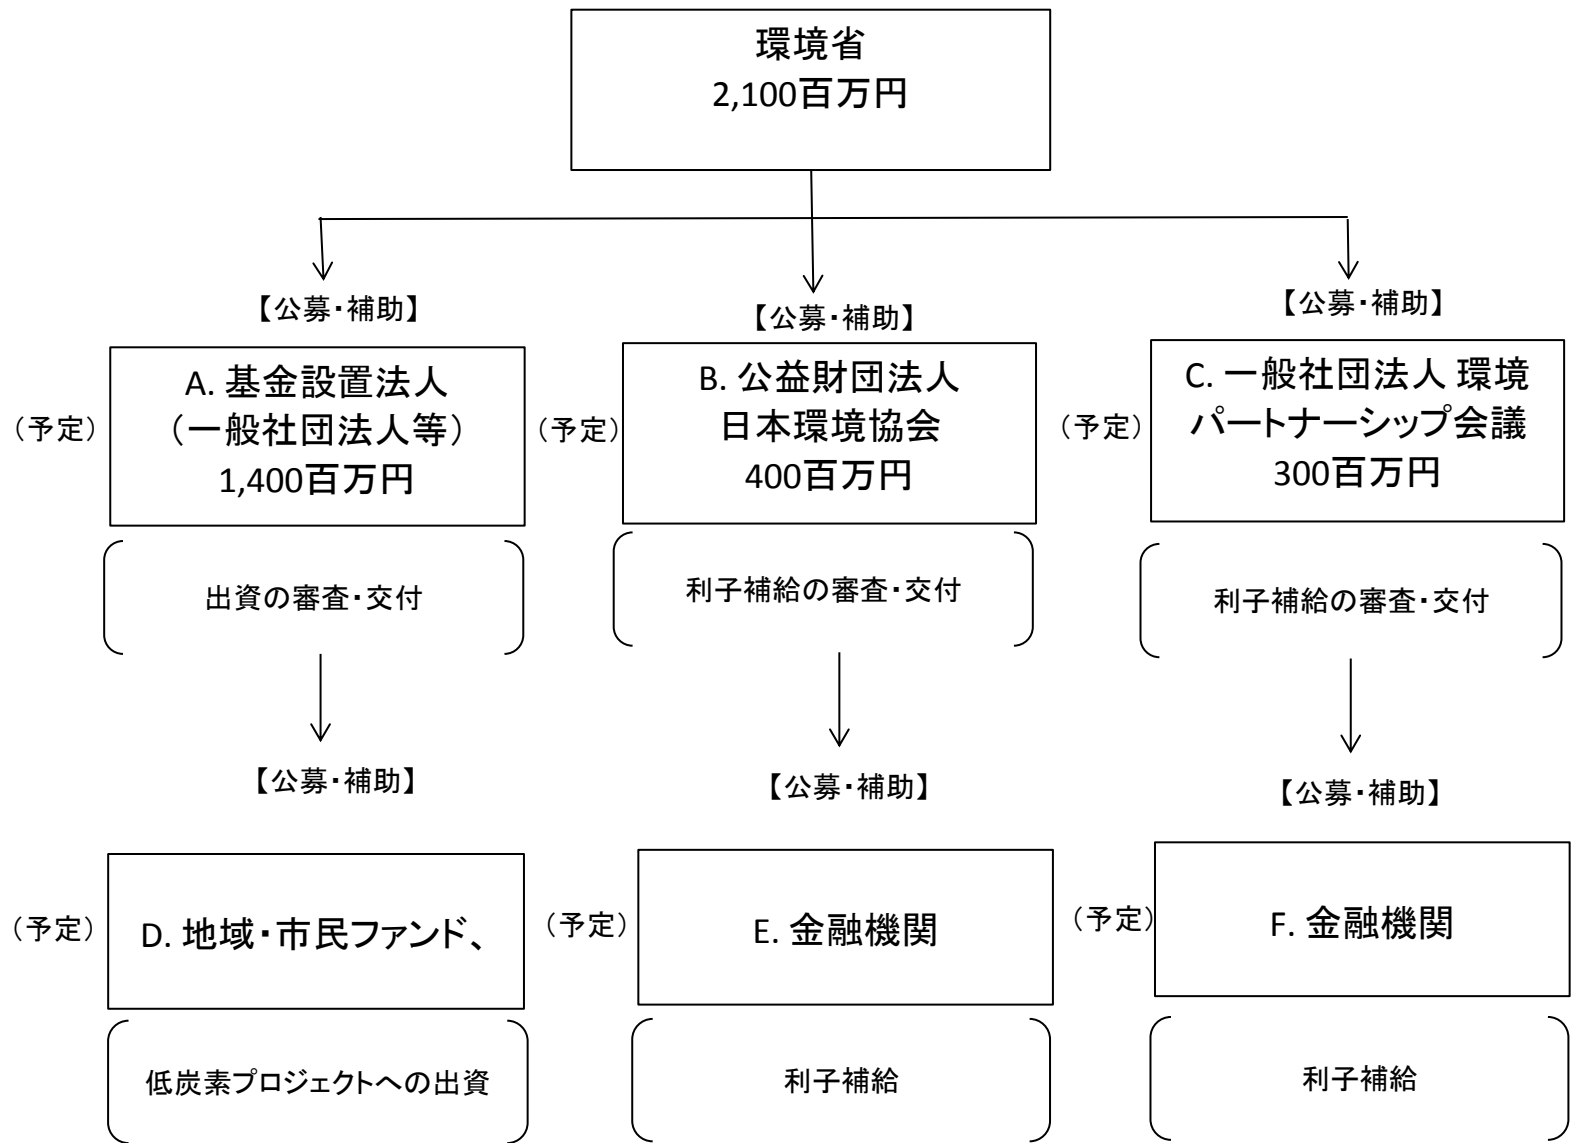 環境省
2,100百万円
【公募・補助】
【公募・補助】
【公募・補助】
（予定）
A. 基金設置法人
（一般社団法人等）
1,400百万円
（予定）
B. 公益財団法人
日本環境協会
400百万円
（予定）
C. 一般社団法人 環境
パートナーシップ会議
300百万円
出資の審査・交付
利子補給の審査・交付
利子補給の審査・交付
【公募・補助】
【公募・補助】
【公募・補助】
（予定）
D. 地域・市民ファンド、
（予定）
E. 金融機関
（予定）
F. 金融機関
低炭素プロジェクトへの出資
利子補給
利子補給